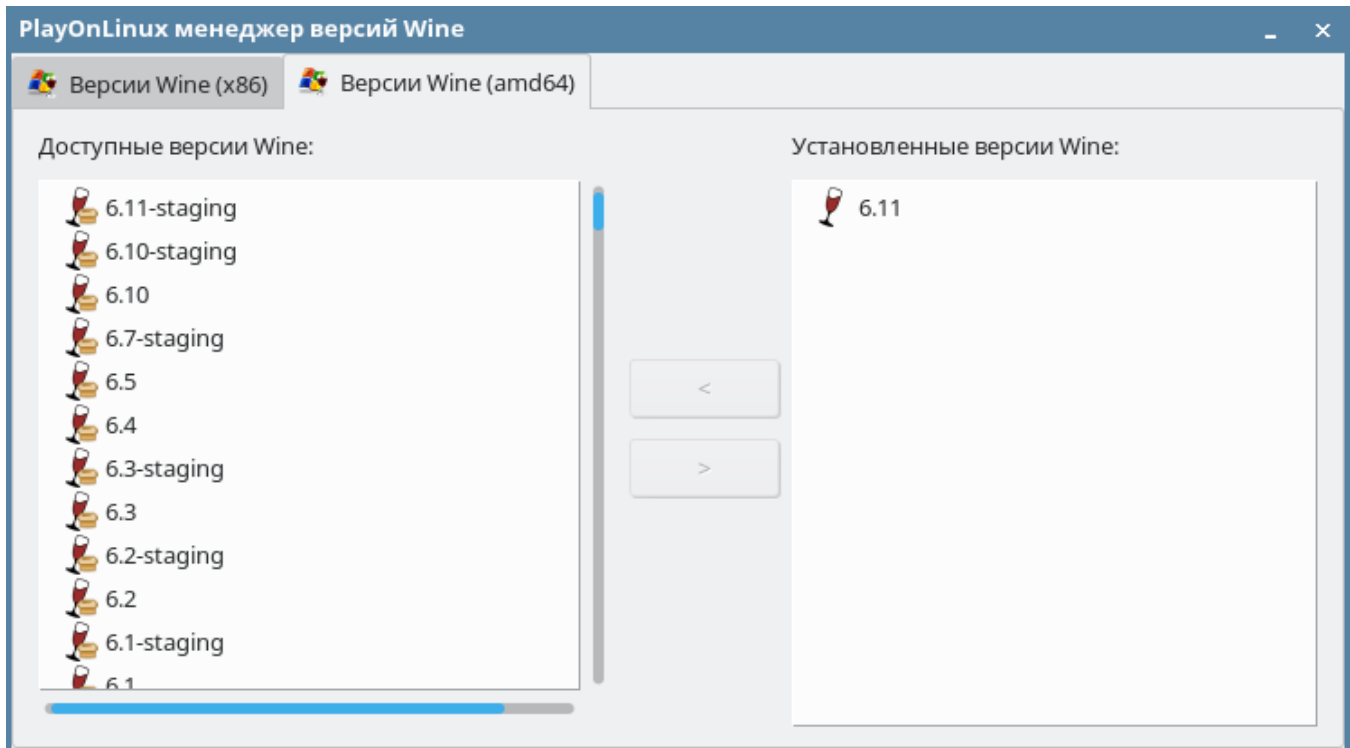 PlayOnLinux менеджер версий Wine
Версии Wine (x86)
Версии Wine (amd64)
Доступные версии Wine:
Установленные версии Wine:
6.11-staging
6.10-staging
6.10
6.7-staging
6.5
6.4
6.3-staging
6.3
6.2-staging
6.2
6.1-staging
6.1
<
>
6.11